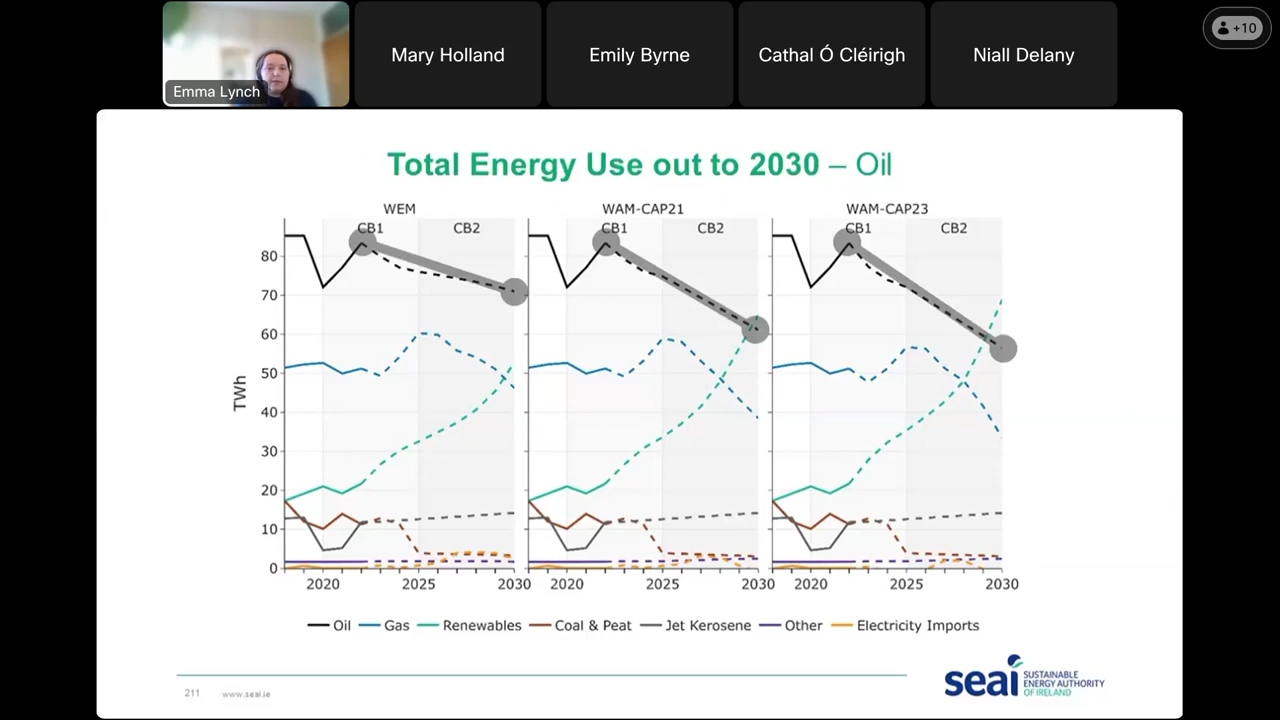 Emma Lynch
Mary Holland
Emily Byrne
Cathal Ó Cléirigh
Niall Delany
+10
Total Energy Use out to 2030 – Oil
WEM
WAM-CAP21
WAM-CAP23
CB1
CB2
CB1
CB2
CB1
CB2
TWh
80
70
60
50
40
30
20
10
0
2020
2025
2030
2020
2025
2030
2020
2025
2030
Oil
Gas
Renewables
Coal & Peat
Jet Kerosene
Other
Electricity Imports
211
www.seai.ie
seai
SUSTAINABLE
ENERGY AUTHORITY
OF IRELAND